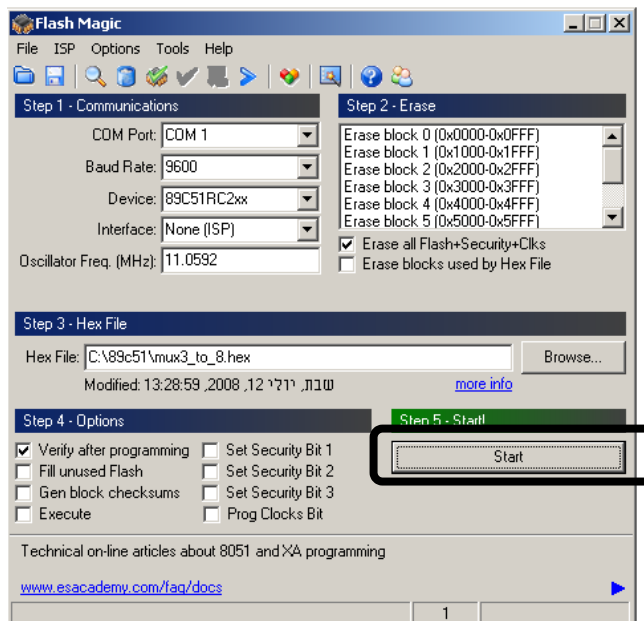 Flash Magic
File ISP Options Tools Help
Step 1 - Communications
COM Port: COM 1
Baud Rate: 9600
Device: 89C51RC2xx
Interface: None (ISP)
Oscillator Freq. (MHz): 11.0592
Step 2 - Erase
Erase block 0 (0x0000-0x0FFF)
Erase block 1 (0x1000-0x1FFF)
Erase block 2 (0x2000-0x2FFF)
Erase block 3 (0x3000-0x3FFF)
Erase block 4 (0x4000-0x4FFF)
Erase block 5 (0x5000-0x5FFF)
Erase all Flash+Security+Clks
Erase blocks used by Hex File
Step 3 - Hex File
Hex File: C:\89c51\mux3_to_8.hex Browse...
Modified: שבת, יולי 12, 2008, 13:28:59 more info
Step 4 - Options
Verify after programming Set Security Bit 1
Fill unused Flash Set Security Bit 2
Gen block checksums Set Security Bit 3
Execute Prog Clocks Bit
Step 5 - Start!
Start
Technical on-line articles about 8051 and XA programming
www.esacademy.com/faq/docs
1